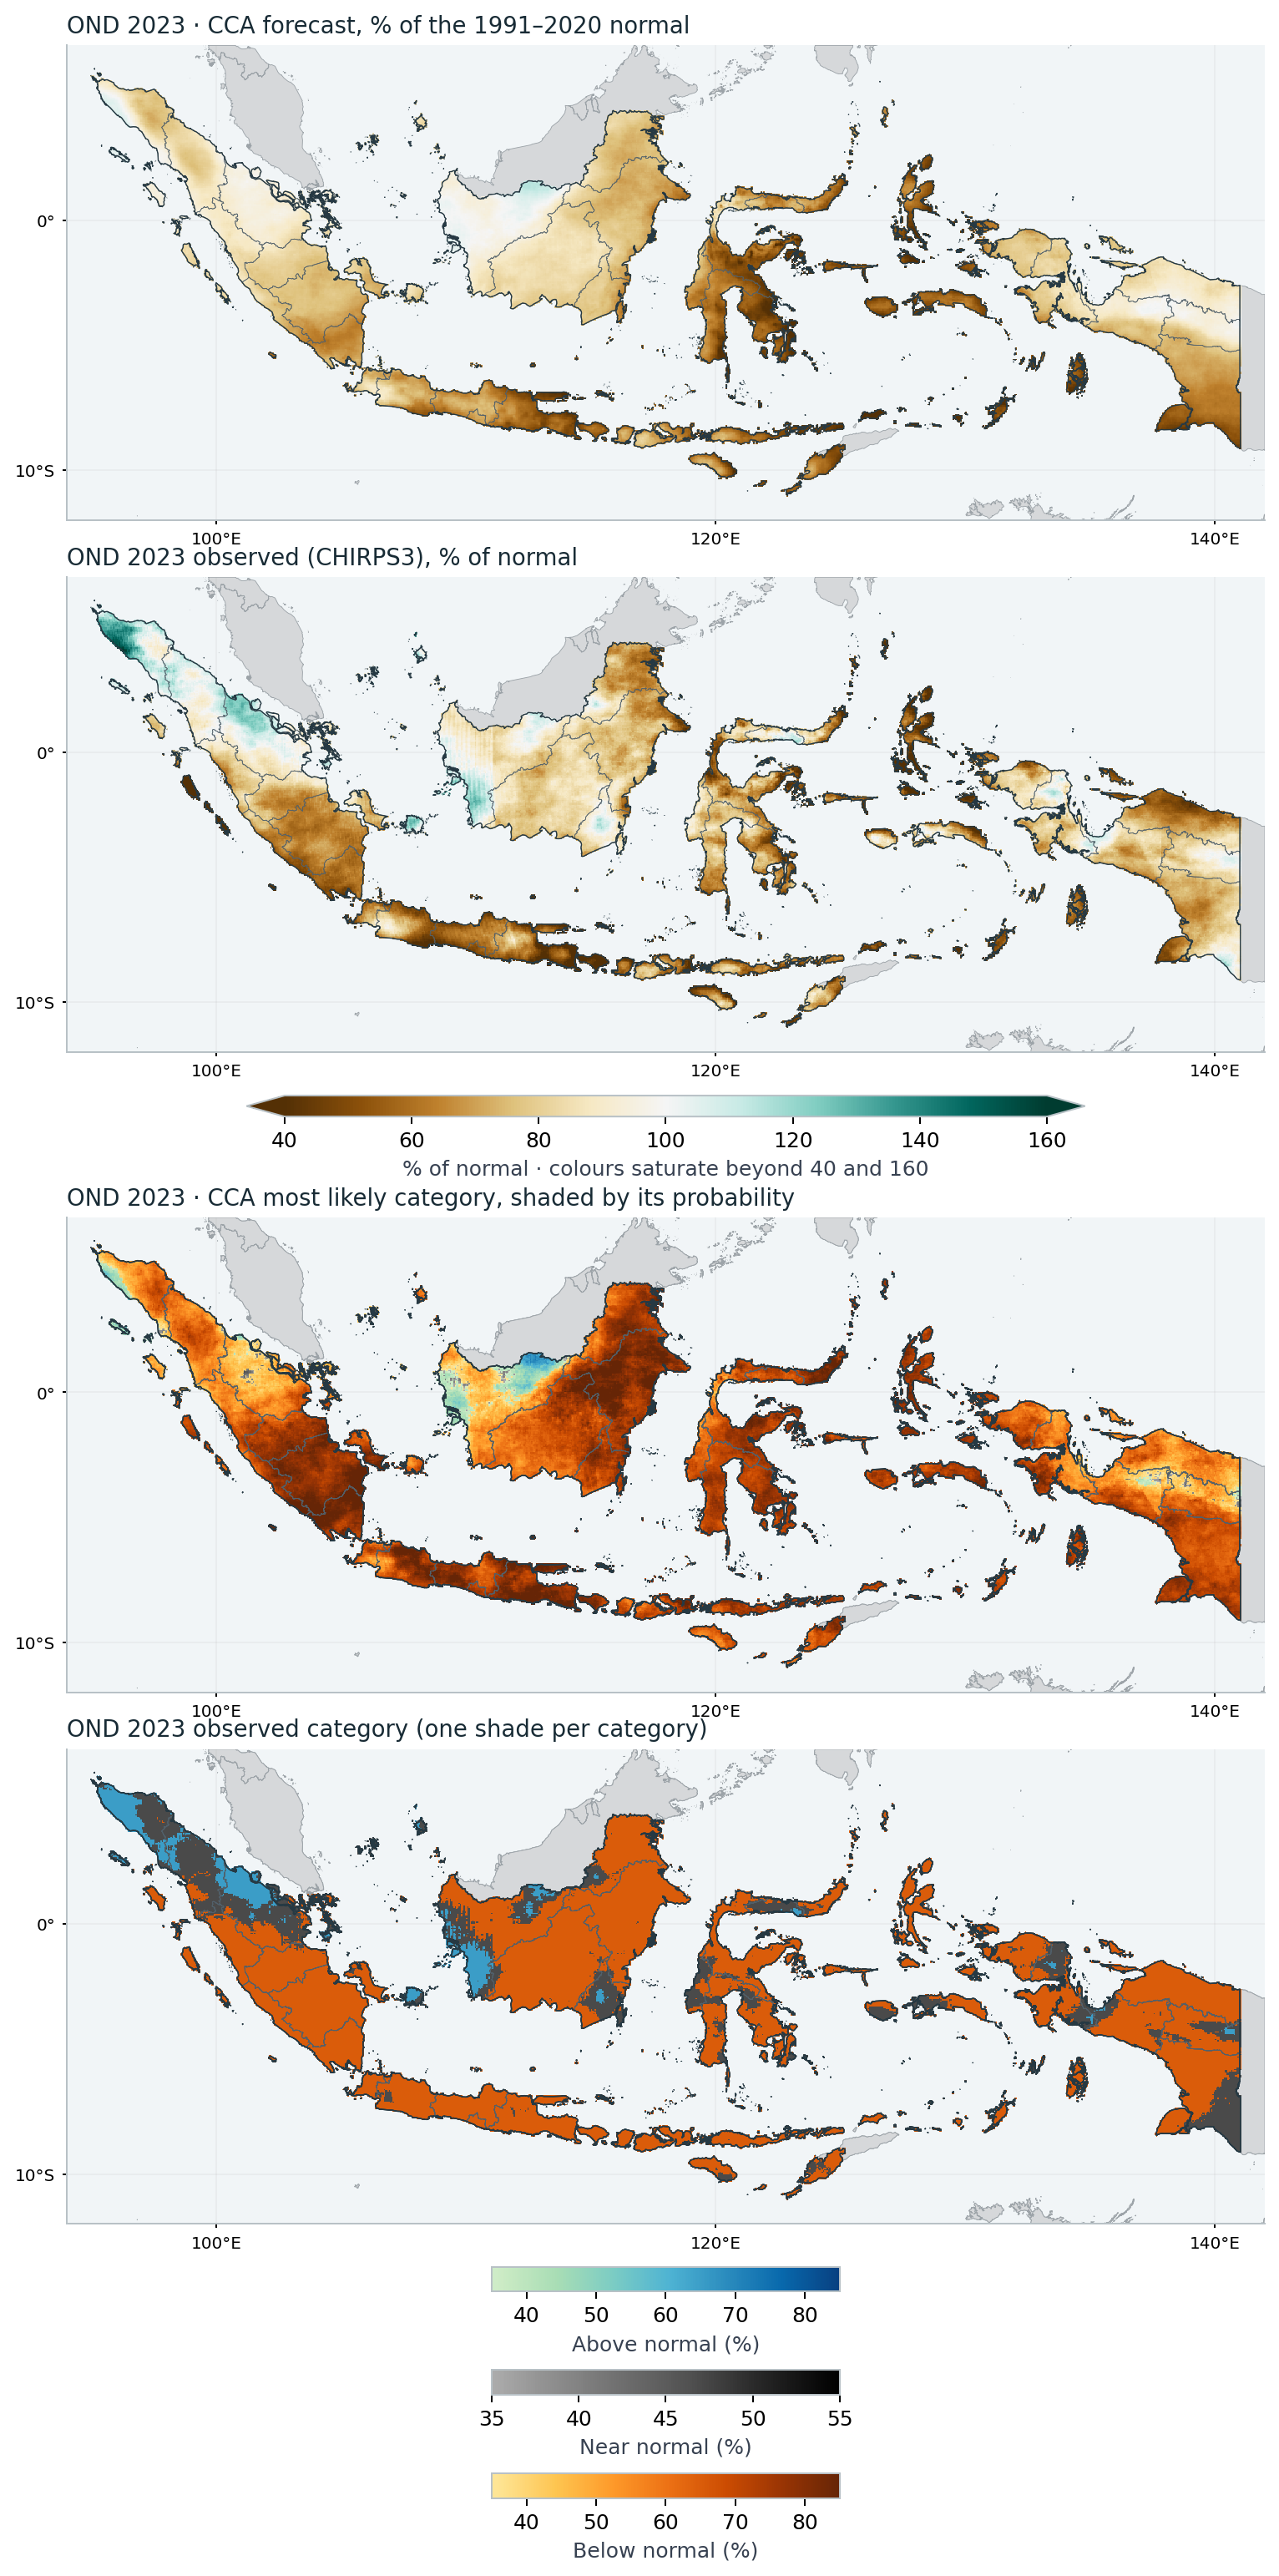 OND 2023 · CCA forecast, % of the 1991–2020 normal
0°
10°S
100°E 120°E 140°E
OND 2023 observed (CHIRPS3), % of normal
0°
10°S
100°E 120°E 140°E
40 60 80 100 120 140 160
% of normal · colours saturate beyond 40 and 160
OND 2023 · CCA most likely category, shaded by its probability
0°
10°S
100°E 120°E 140°E
OND 2023 observed category (one shade per category)
0°
10°S
100°E 120°E 140°E
40 50 60 70 80
Above normal (%)
35 40 45 50 55
Near normal (%)
40 50 60 70 80
Below normal (%)